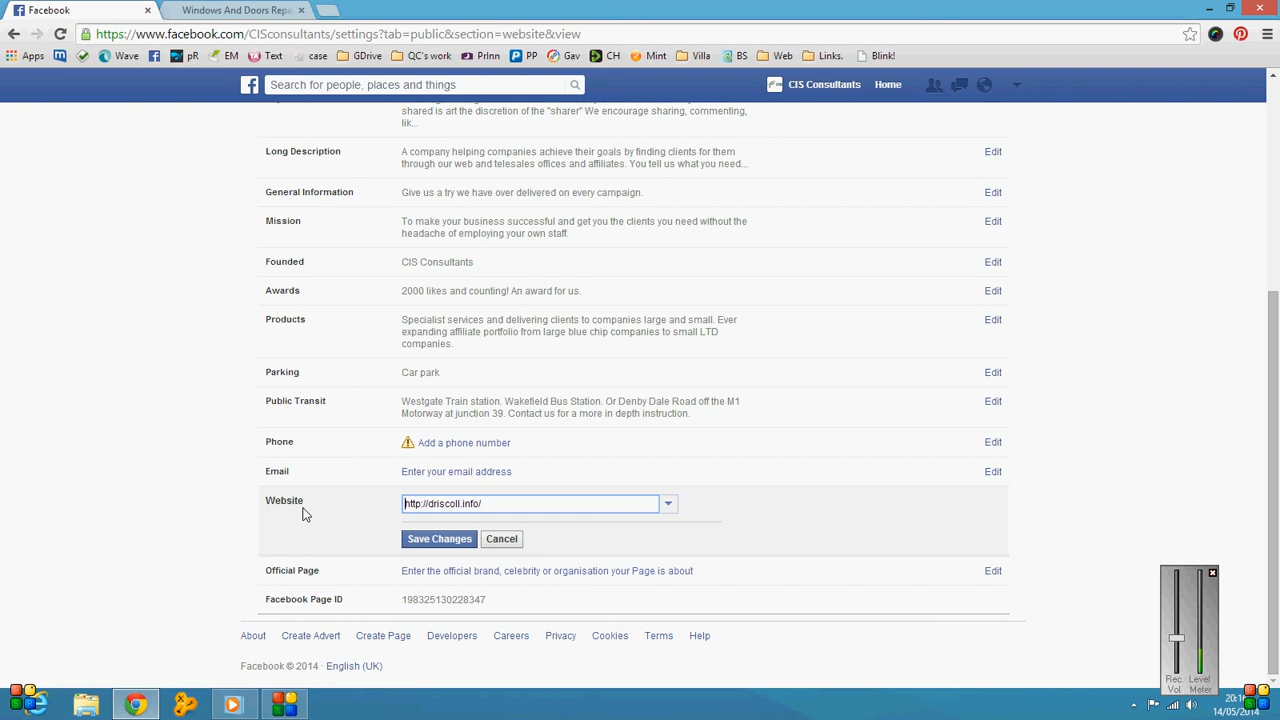 Facebook
Windows And Doors Repa
https://www.facebook.com/CISconsultants/settings?tab=public&section=website&view
Apps Wave pR EM Text case GDrive QC's work PrInn PP Gav CH Mint Villa BS Web Links. Blink!
Search for people, places and things
CIS Consultants Home
shared is art the discretion of the "sharer" We encourage sharing, commenting,
lik...
Long Description A company helping companies achieve their goals by finding clients for them Edit
through our web and telesales offices and affiliates. You tell us what you need...
General Information Give us a try we have over delivered on every campaign. Edit
Mission To make your business successful and get you the clients you need without the Edit
headache of employing your own staff.
Founded CIS Consultants Edit
Awards 2000 likes and counting! An award for us. Edit
Products Specialist services and delivering clients to companies large and small. Ever Edit
expanding affiliate portfolio from large blue chip companies to small LTD
companies.
Parking Car park Edit
Public Transit Westgate Train station. Wakefield Bus Station. Or Denby Dale Road off the M1 Edit
Motorway at junction 39. Contact us for a more in depth instruction.
Phone Add a phone number Edit
Email Enter your email address Edit
Website http://driscoll.info/
Save Changes Cancel
Official Page Enter the official brand, celebrity or organisation your Page is about Edit
Facebook Page ID 198325130228347
About Create Advert Create Page Developers Careers Privacy Cookies Terms Help
Facebook © 2014 · English (UK)
Rec. Level
Vol. Meter
14/05/2014